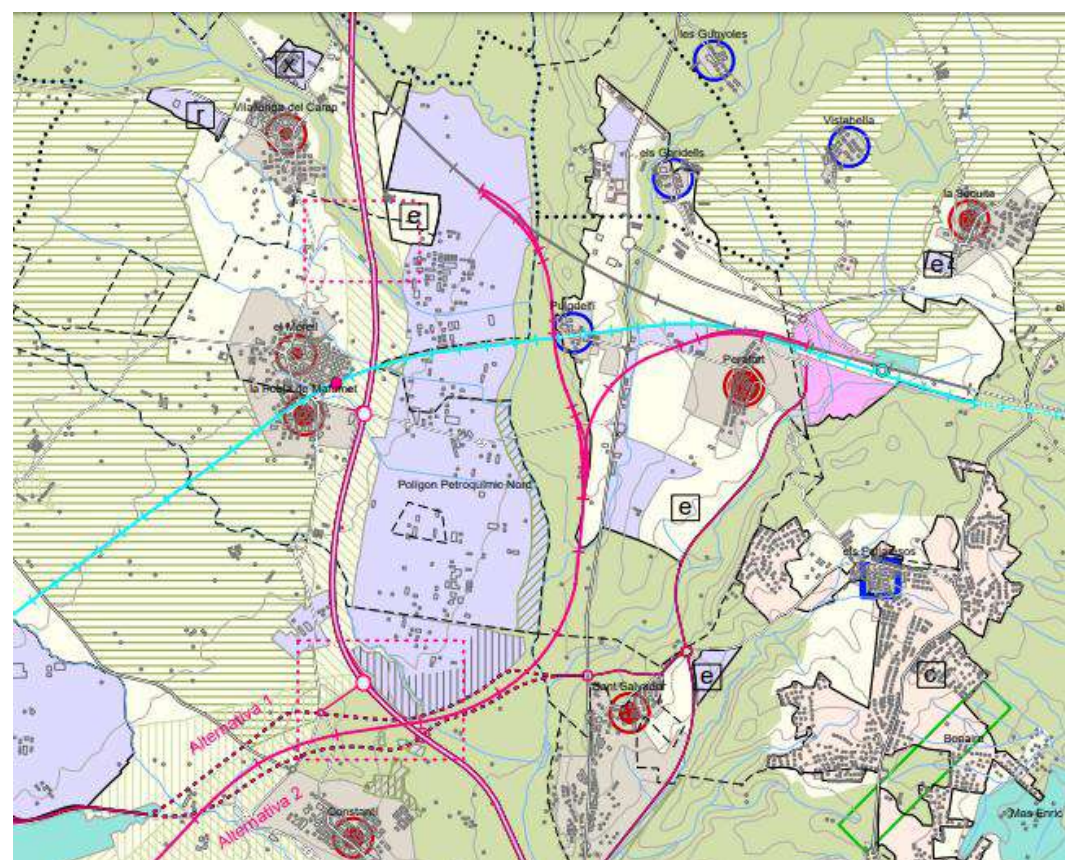 les Gunyoles
x
r
Vilallonga del Camp
Vistabella
els Garidells
la Secuita
e
e
Puigdelfí
el Morell
Perafort
la Pobla de Mafumet
Polígon Petroquímic Nord
e
els Pallaresos
e
c
Sant Salvador
Alternativa 1
Bonaira
Alternativa 2
Constantí
Mas Enric